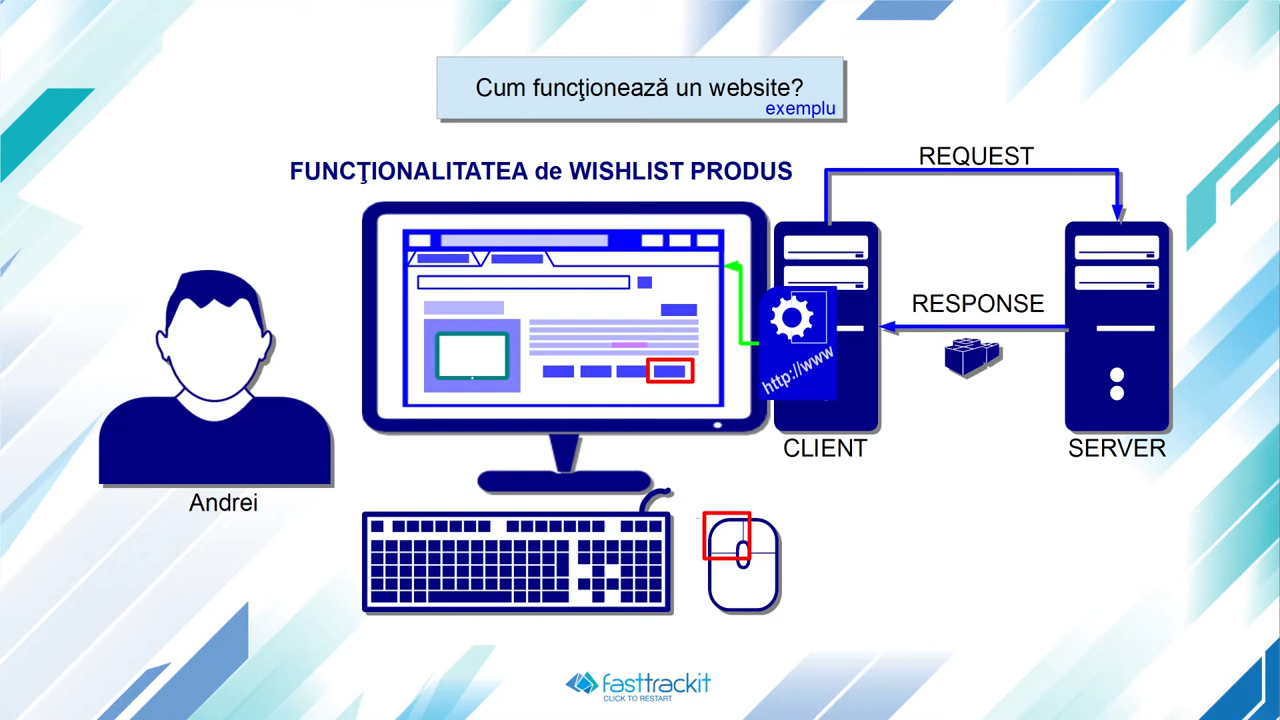 Cum funcţionează un website?
exemplu
FUNCŢIONALITATEA de WISHLIST PRODUS
REQUEST
RESPONSE
http://www
CLIENT
SERVER
Andrei
fasttrackit
CLICK TO RESTART